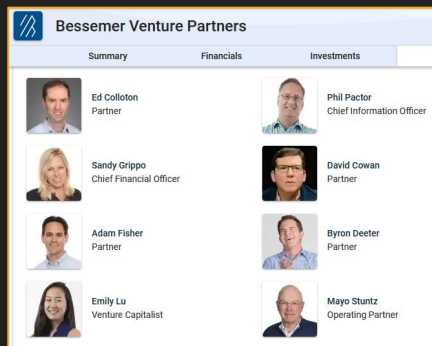 Bessemer Venture Partners
Summary Financials Investments
Ed Colloton
Partner
Phil Pactor
Chief Information Officer
Sandy Grippo
Chief Financial Officer
David Cowan
Partner
Adam Fisher
Partner
Byron Deeter
Partner
Emily Lu
Venture Capitalist
Mayo Stuntz
Operating Partner